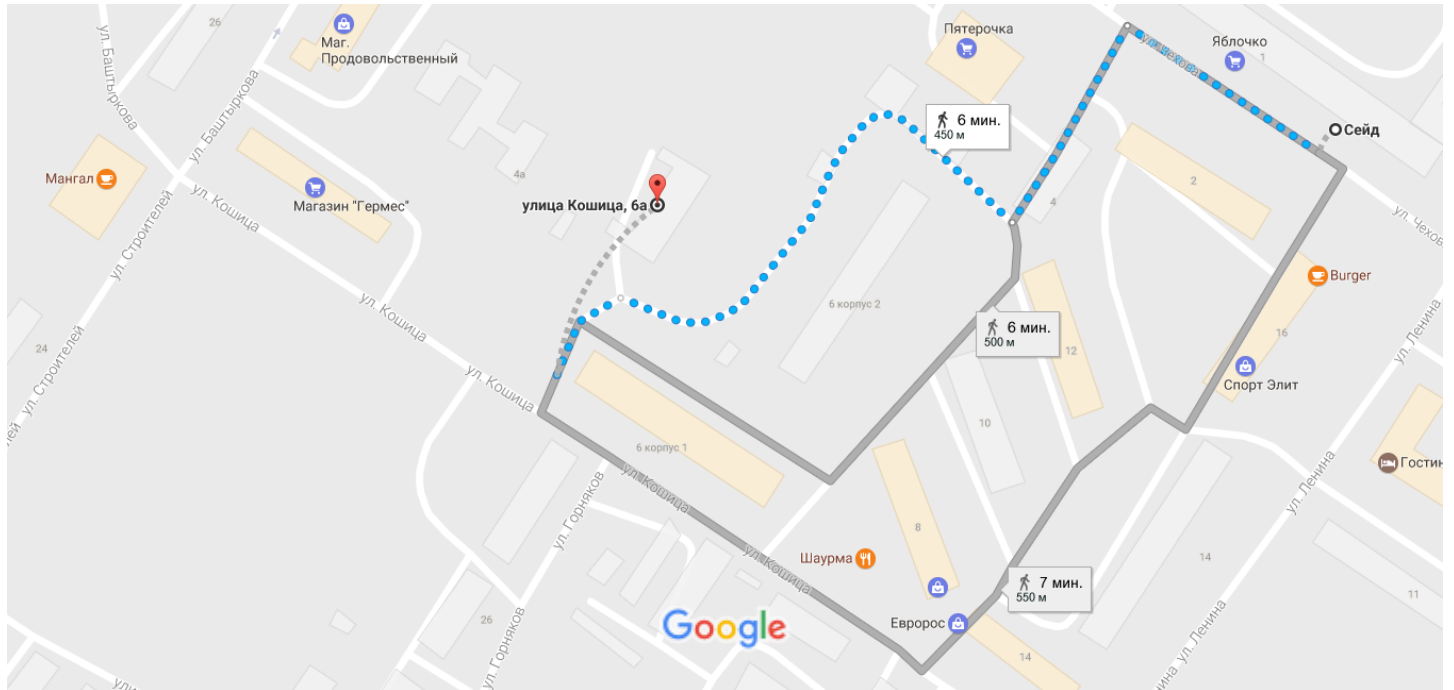 26
ул. Баштыркова
ул. Баштыркова
Маг.
Продовольственный
Пятерочка
Яблочко
1
ул. Чехова
6 мин.
450 м
Сейд
Мангал
4а
2
улица Кошица, 6а
Магазин "Гермес"
4
ул. Кошица
ул. Чехо
ул. Строителей
Burger
ул. Кошица
6 корпус 2
6 мин.
500 м
12
16
ул. Ленина
24
ул. Строителей
ул. Кошица
Спорт Элит
лей
6 корпус 1
10
Гостин
ул. Кошица
ул. Горняков
ул. Ленина
8
ул. Кошица
Шаурма
14
7 мин.
550 м
11
26
ул. Горняков
Google
Евророс
14
ул. Ленина
нина
ули